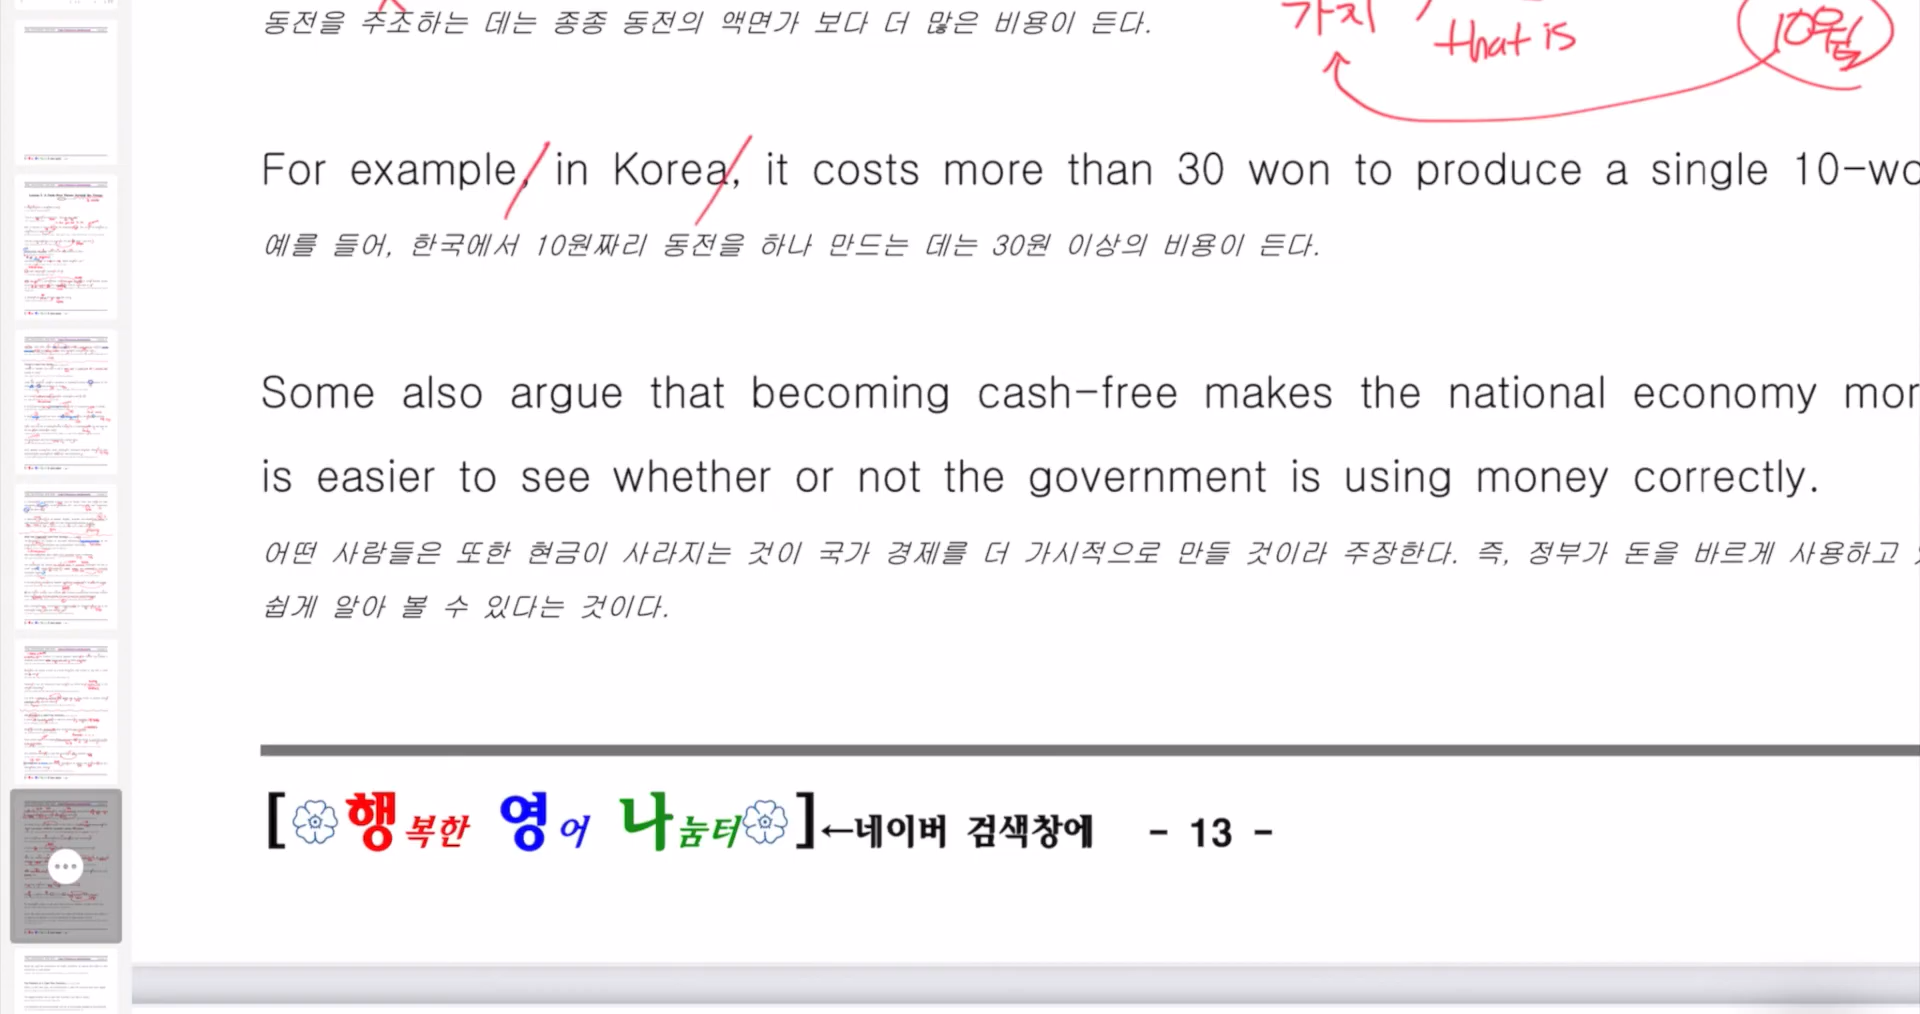 동전을 주조하는 데는 종종 동전의 액면가 보다 더 많은 비용이 든다.
가치
that is
10원
For example, in Korea, it costs more than 30 won to produce a single 10-wo
예를 들어, 한국에서 10원짜리 동전을 하나 만드는 데는 30원 이상의 비용이 든다.
Some also argue that becoming cash-free makes the national economy mor
is easier to see whether or not the government is using money correctly.
어떤 사람들은 또한 현금이 사라지는 것이 국가 경제를 더 가시적으로 만들 것이라 주장한다. 즉, 정부가 돈을 바르게 사용하고
쉽게 알아 볼 수 있다는 것이다.
[행복한 영어 나눔터]←네이버 검색창에 - 13 -